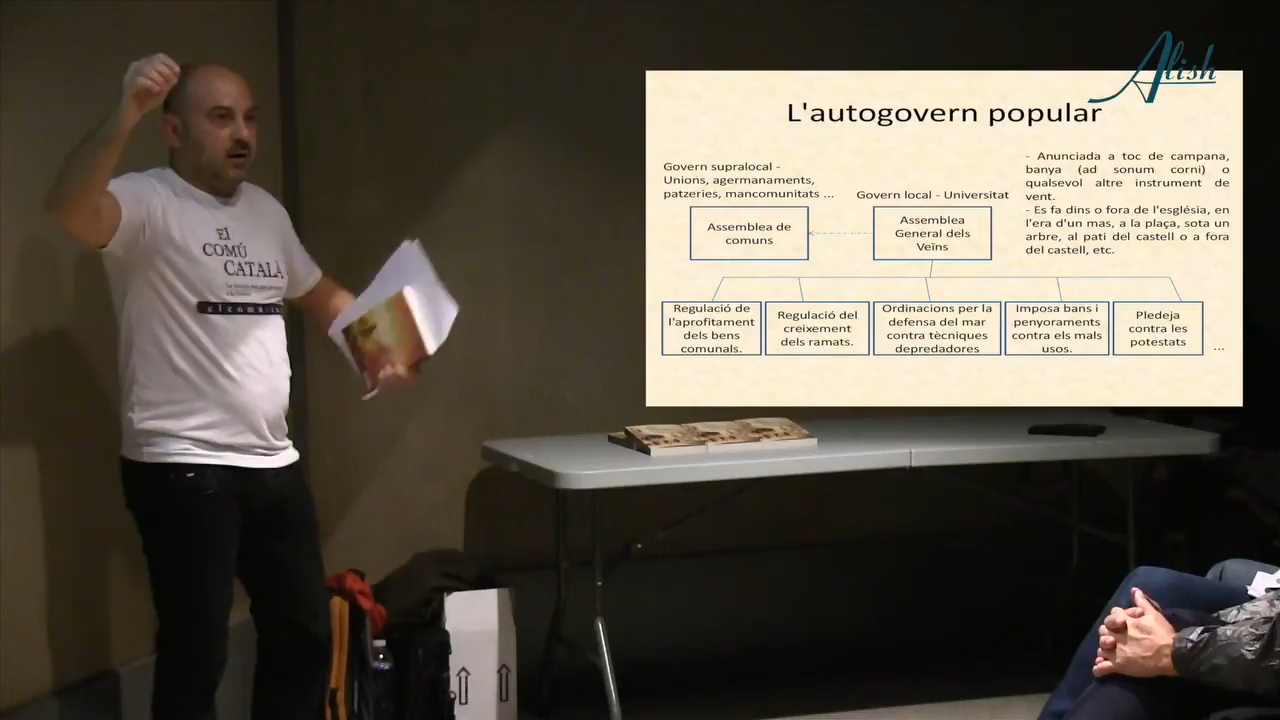 Alish
L'autogovern popular
Govern supralocal -
Unions, agermanaments,
patzeries, mancomunitats ...
Govern local - Universitat
- Anunciada a toc de campana,
banya (ad sonum corni) o
qualsevol altre instrument de
vent.
- Es fa dins o fora de l'església, en
l'era d'un mas, a la plaça, sota un
arbre, al pati del castell o a fora
del castell, etc.
Assemblea de
comuns
Assemblea
General dels
Veïns
Regulació de
l'aprofitament
dels bens
comunals.
Regulació del
creixement
dels ramats.
Ordinacions per la
defensa del mar
contra tècniques
depredadores
Imposa bans i
penyoraments
contra els mals
usos.
Pledeja
contra les
potestats
...
El
COMÚ
CATALÀ